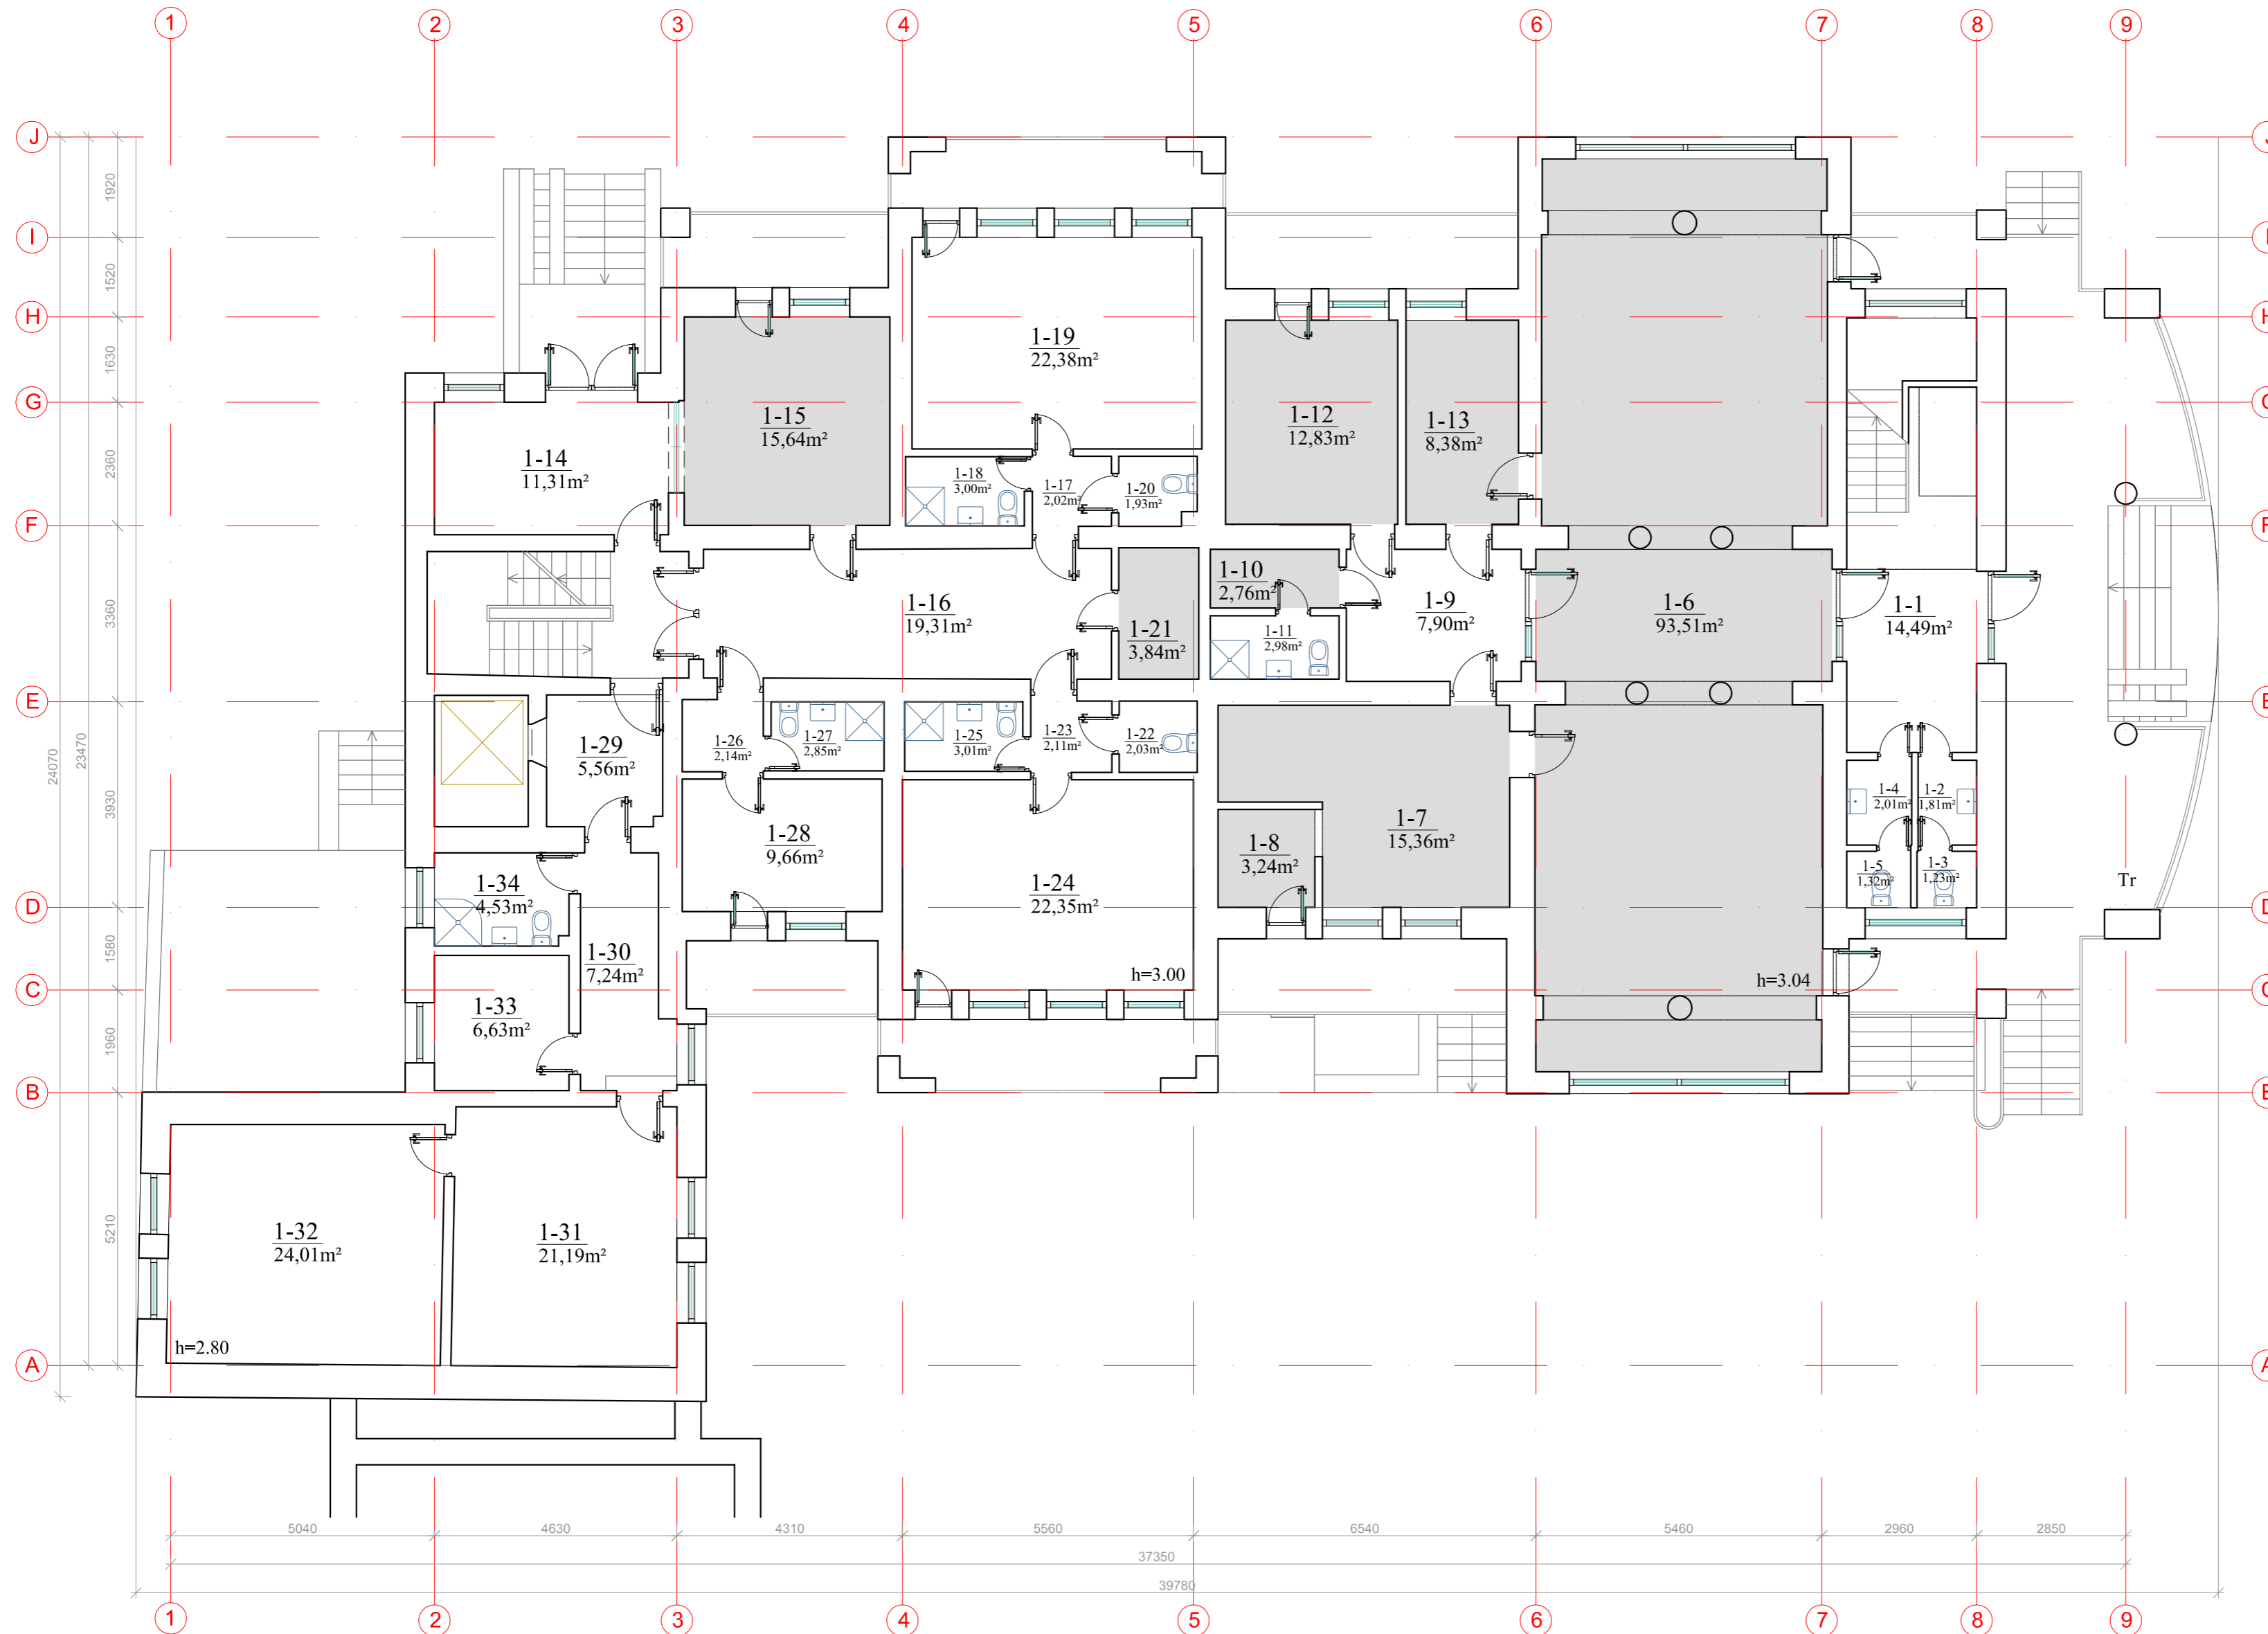 1 2 3 4 5 6 7 8 9
J J
1920
I I
1520
H H
1630
G G
2360
F F
3360
E E
3930
D D
1580
C C
1960
B B
5210
A A
24070
23470
1-19
22,38m²
1-15
15,64m²
1-12
12,83m²
1-13
8,38m²
1-14
11,31m²
1-18
3,00m²
1-17
2,02m²
1-20
1,93m²
1-10
2,76m²
1-16
19,31m²
1-21
3,84m²
1-11
2,98m²
1-9
7,90m²
1-6
93,51m²
1-1
14,49m²
1-29
5,56m²
1-26
2,14m²
1-27
2,85m²
1-25
3,01m²
1-23
2,11m²
1-22
2,03m²
1-4
2,01m²
1-2
1,81m²
1-28
9,66m²
1-7
15,36m²
1-8
3,24m²
1-5
1,32m²
1-3
1,23m²
Tr
1-34
4,53m²
1-24
22,35m²
1-30
7,24m²
h=3.00
h=3.04
1-33
6,63m²
1-32
24,01m²
1-31
21,19m²
h=2.80
5040 4630 4310 5560 6540 5460 2960 2850
37350
39780
1 2 3 4 5 6 7 8 9